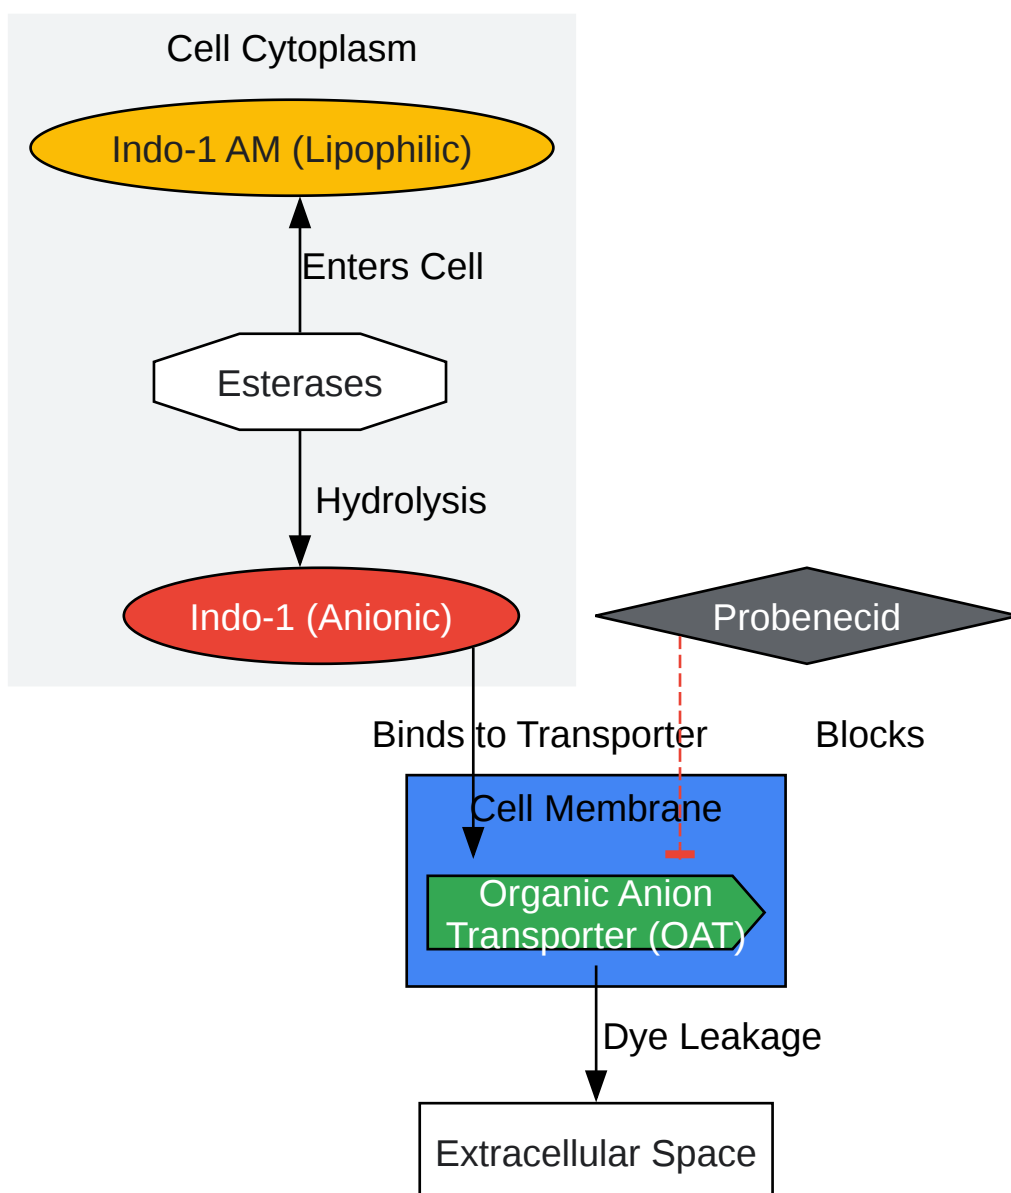 Cell Cytoplasm
Indo-1 AM (Lipophilic)
Enters Cell
Esterases
Hydrolysis
Indo-1 (Anionic)
Probenecid
Binds to Transporter
Blocks
Cell Membrane
Organic Anion
Transporter (OAT)
Dye Leakage
Extracellular Space